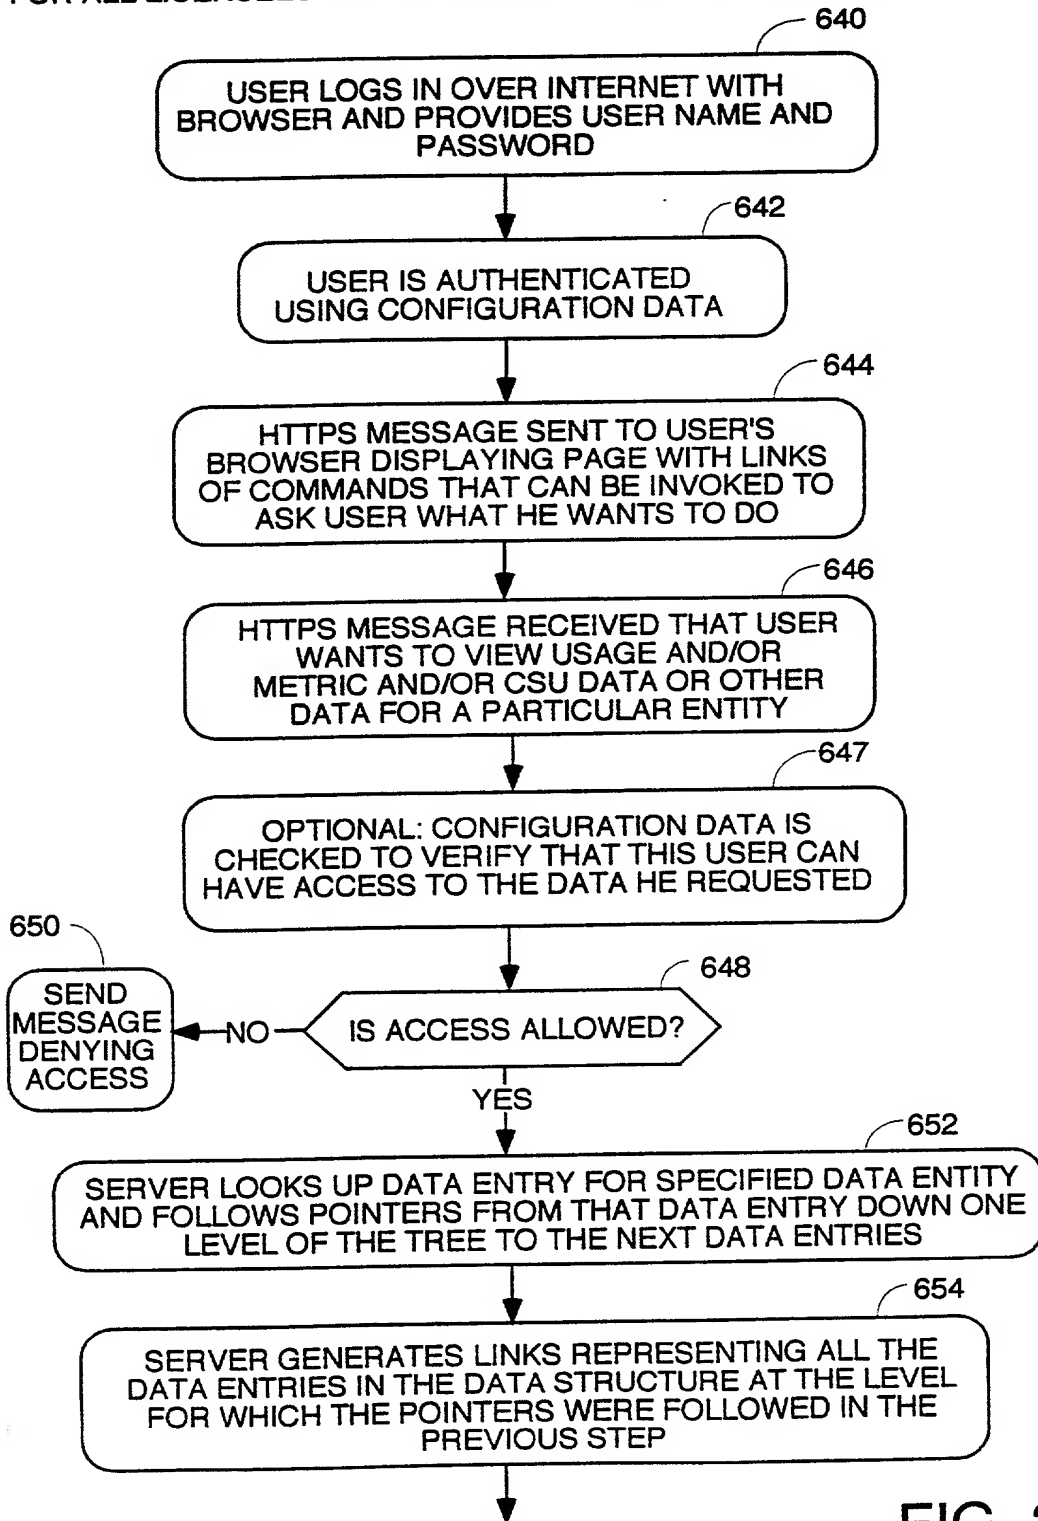 640
USER LOGS IN OVER INTERNET WITH
BROWSER AND PROVIDES USER NAME AND
PASSWORD
642
USER IS AUTHENTICATED
USING CONFIGURATION DATA
644
HTTPS MESSAGE SENT TO USER'S
BROWSER DISPLAYING PAGE WITH LINKS
OF COMMANDS THAT CAN BE INVOKED TO
ASK USER WHAT HE WANTS TO DO
646
HTTPS MESSAGE RECEIVED THAT USER
WANTS TO VIEW USAGE AND/OR
METRIC AND/OR CSU DATA OR OTHER
DATA FOR A PARTICULAR ENTITY
647
OPTIONAL: CONFIGURATION DATA IS
CHECKED TO VERIFY THAT THIS USER CAN
HAVE ACCESS TO THE DATA HE REQUESTED
650
SEND
MESSAGE
DENYING
ACCESS
NO
648
IS ACCESS ALLOWED?
YES
652
SERVER LOOKS UP DATA ENTRY FOR SPECIFIED DATA ENTITY
AND FOLLOWS POINTERS FROM THAT DATA ENTRY DOWN ONE
LEVEL OF THE TREE TO THE NEXT DATA ENTRIES
654
SERVER GENERATES LINKS REPRESENTING ALL THE
DATA ENTRIES IN THE DATA STRUCTURE AT THE LEVEL
FOR WHICH THE POINTERS WERE FOLLOWED IN THE
PREVIOUS STEP
FIG.